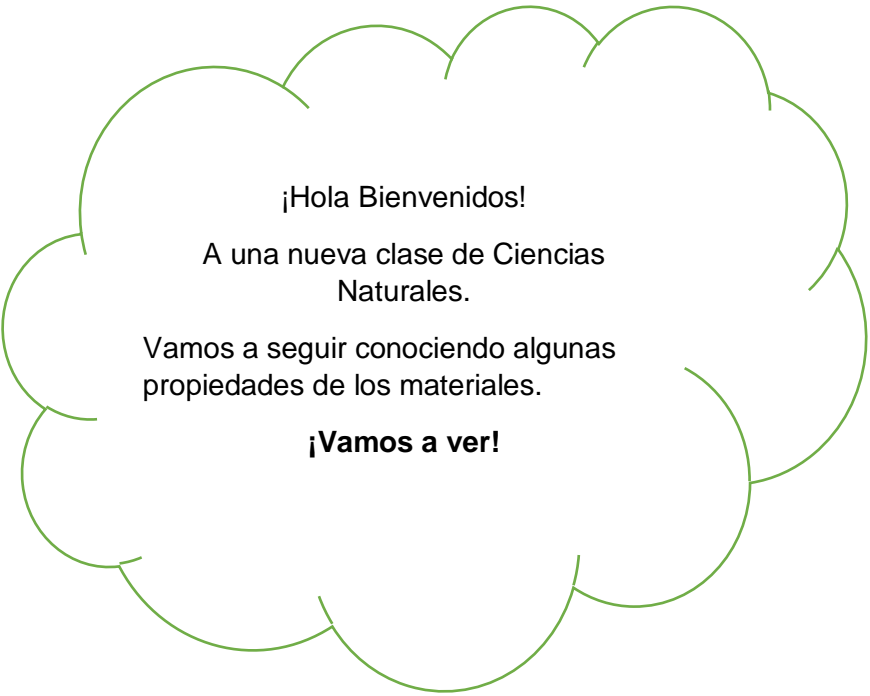 ¡Hola Bienvenidos!
A una nueva clase de Ciencias
Naturales.
Vamos a seguir conociendo algunas
propiedades de los materiales.
¡Vamos a ver!